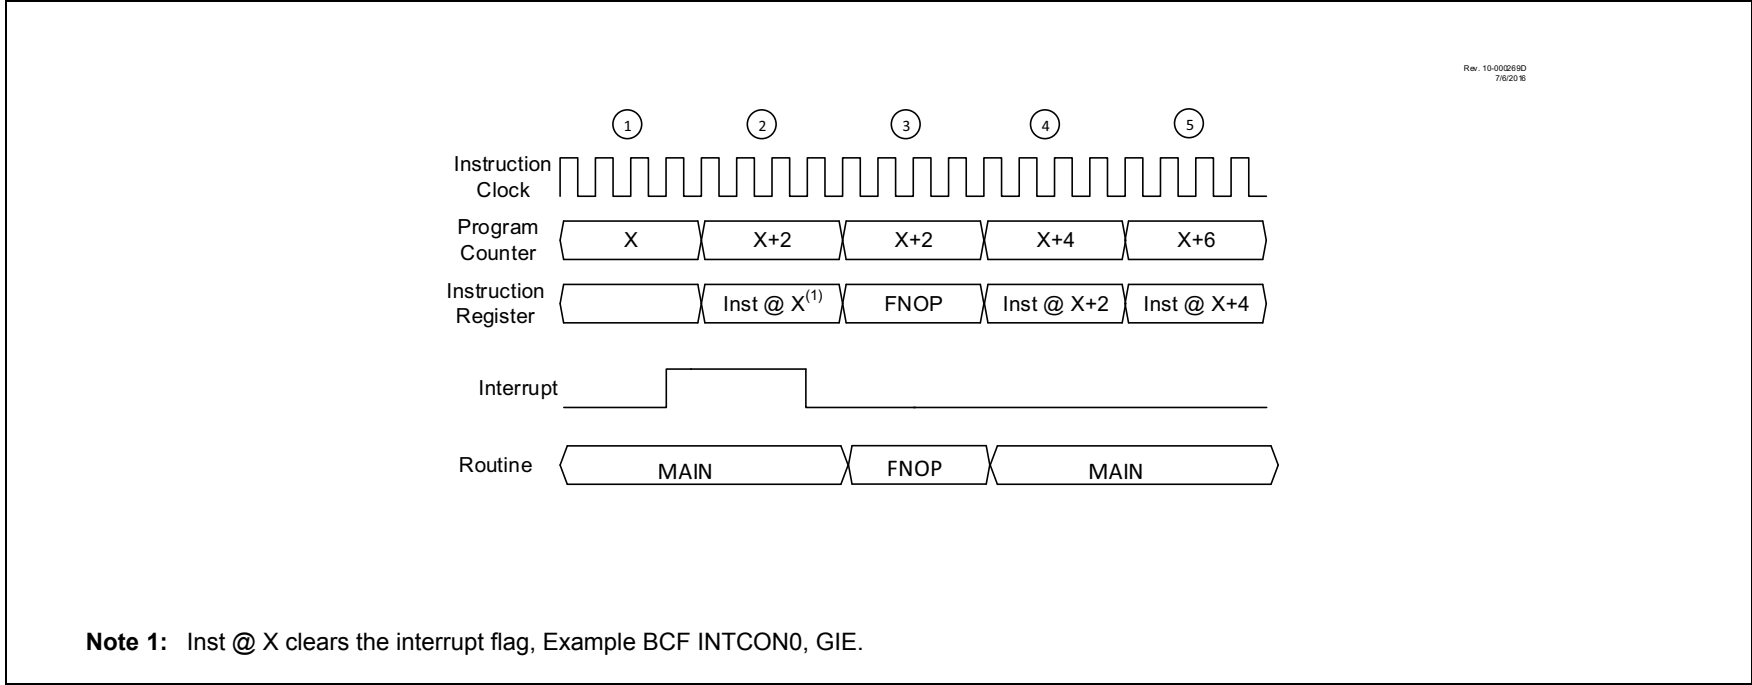 Rev. 10-000269D
7/6/2016
1 2 3 4 5
Instruction
Clock
Program
Counter
X X+2 X+2 X+4 X+6
Instruction
Register
Inst @ X(1) FNOP Inst @ X+2 Inst @ X+4
Interrupt
Routine MAIN FNOP MAIN
Note 1: Inst @ X clears the interrupt flag, Example BCF INTCON0, GIE.